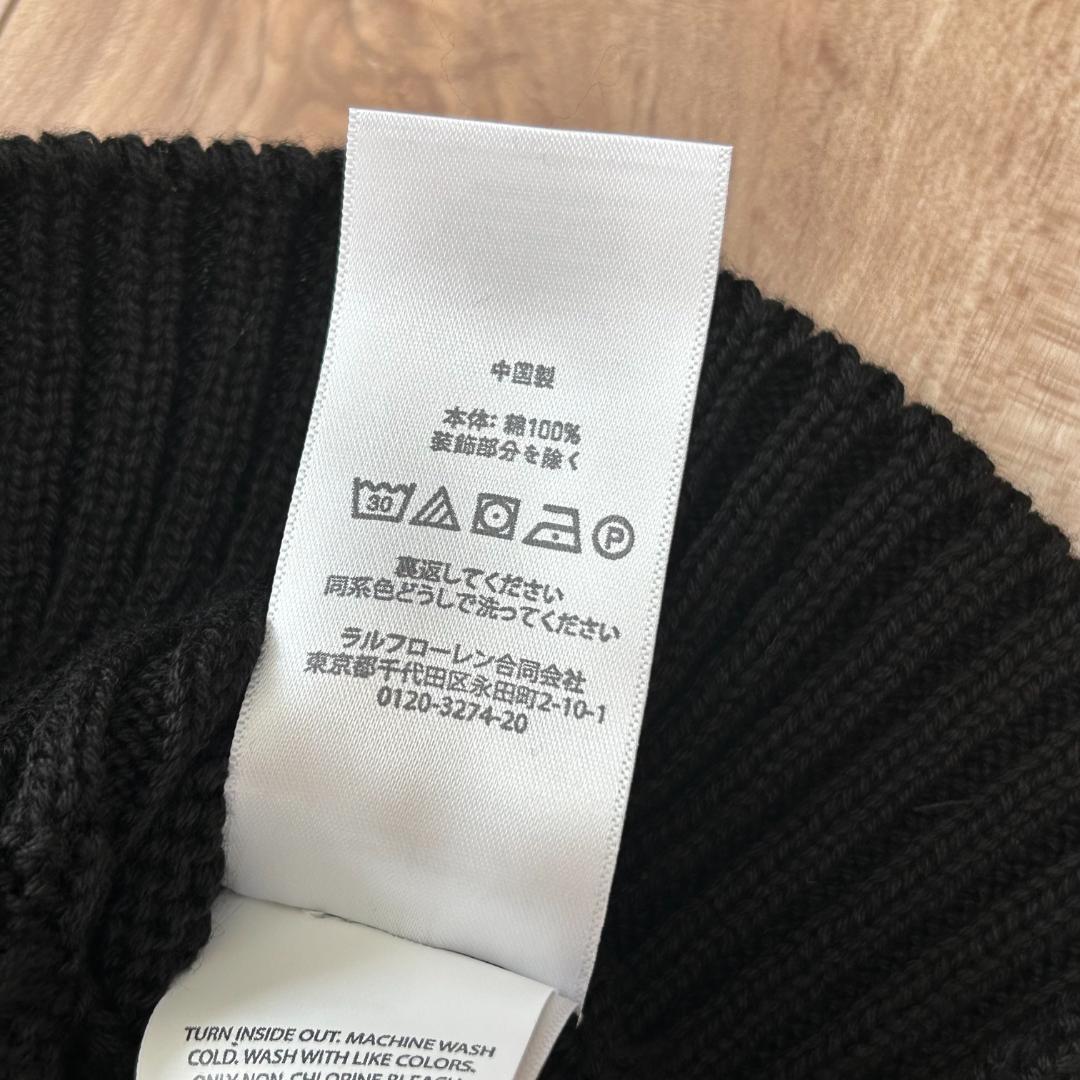 中国製
本体: 綿100%
装飾部分を除く
30 P
裏返してください
同系色どうしで洗ってください
ラルフローレン合同会社
東京都千代田区永田町2-10-1
0120-3274-20
TURN INSIDE OUT. MACHINE WASH
COLD. WASH WITH LIKE COLORS.
ONLY NON-CHLORINE BLEACH